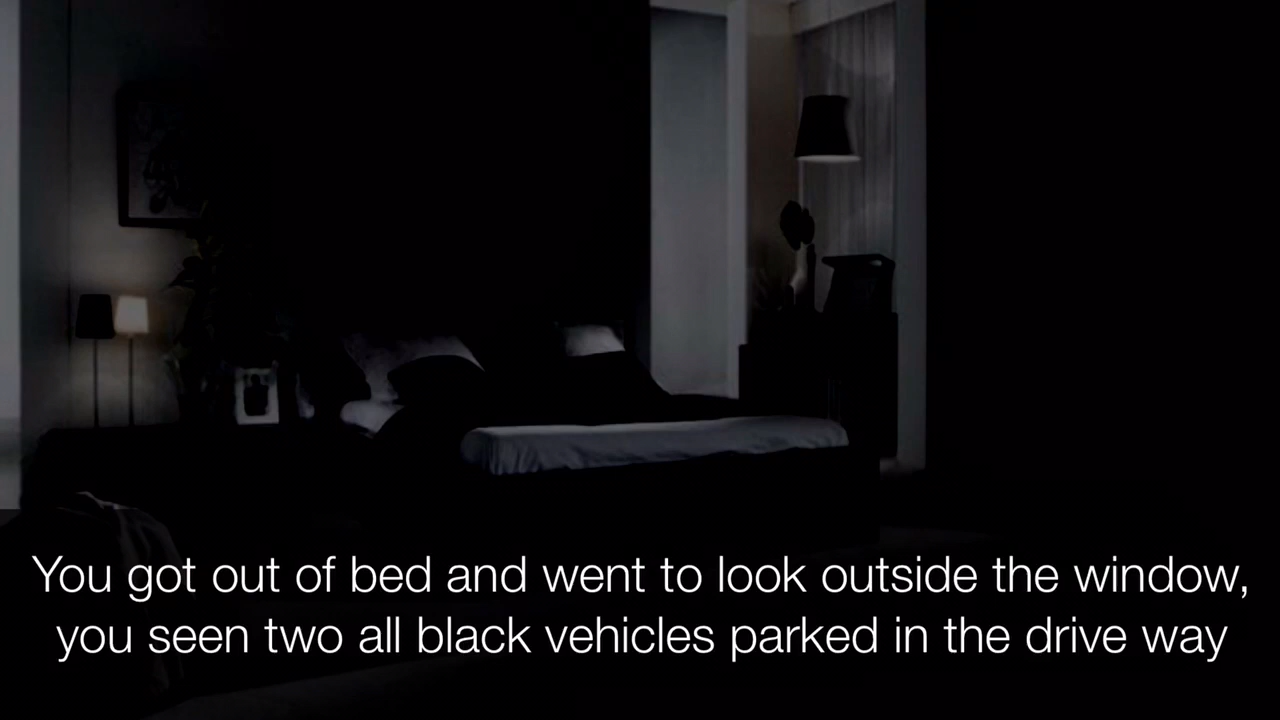 You got out of bed and went to look outside the window,
you seen two all black vehicles parked in the drive way